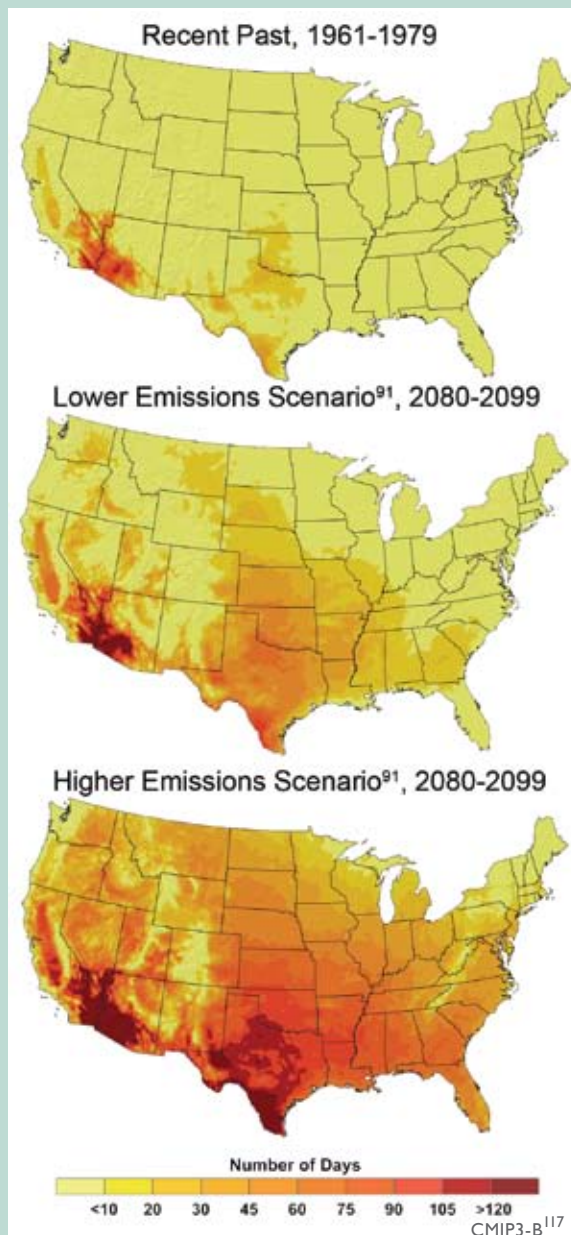 Recent Past, 1961-1979
Lower Emissions Scenario⁹¹, 2080-2099
Higher Emissions Scenario⁹¹, 2080-2099
Number of Days
<10 20 30 45 60 75 90 105 >120
CMIP3-B¹¹⁷